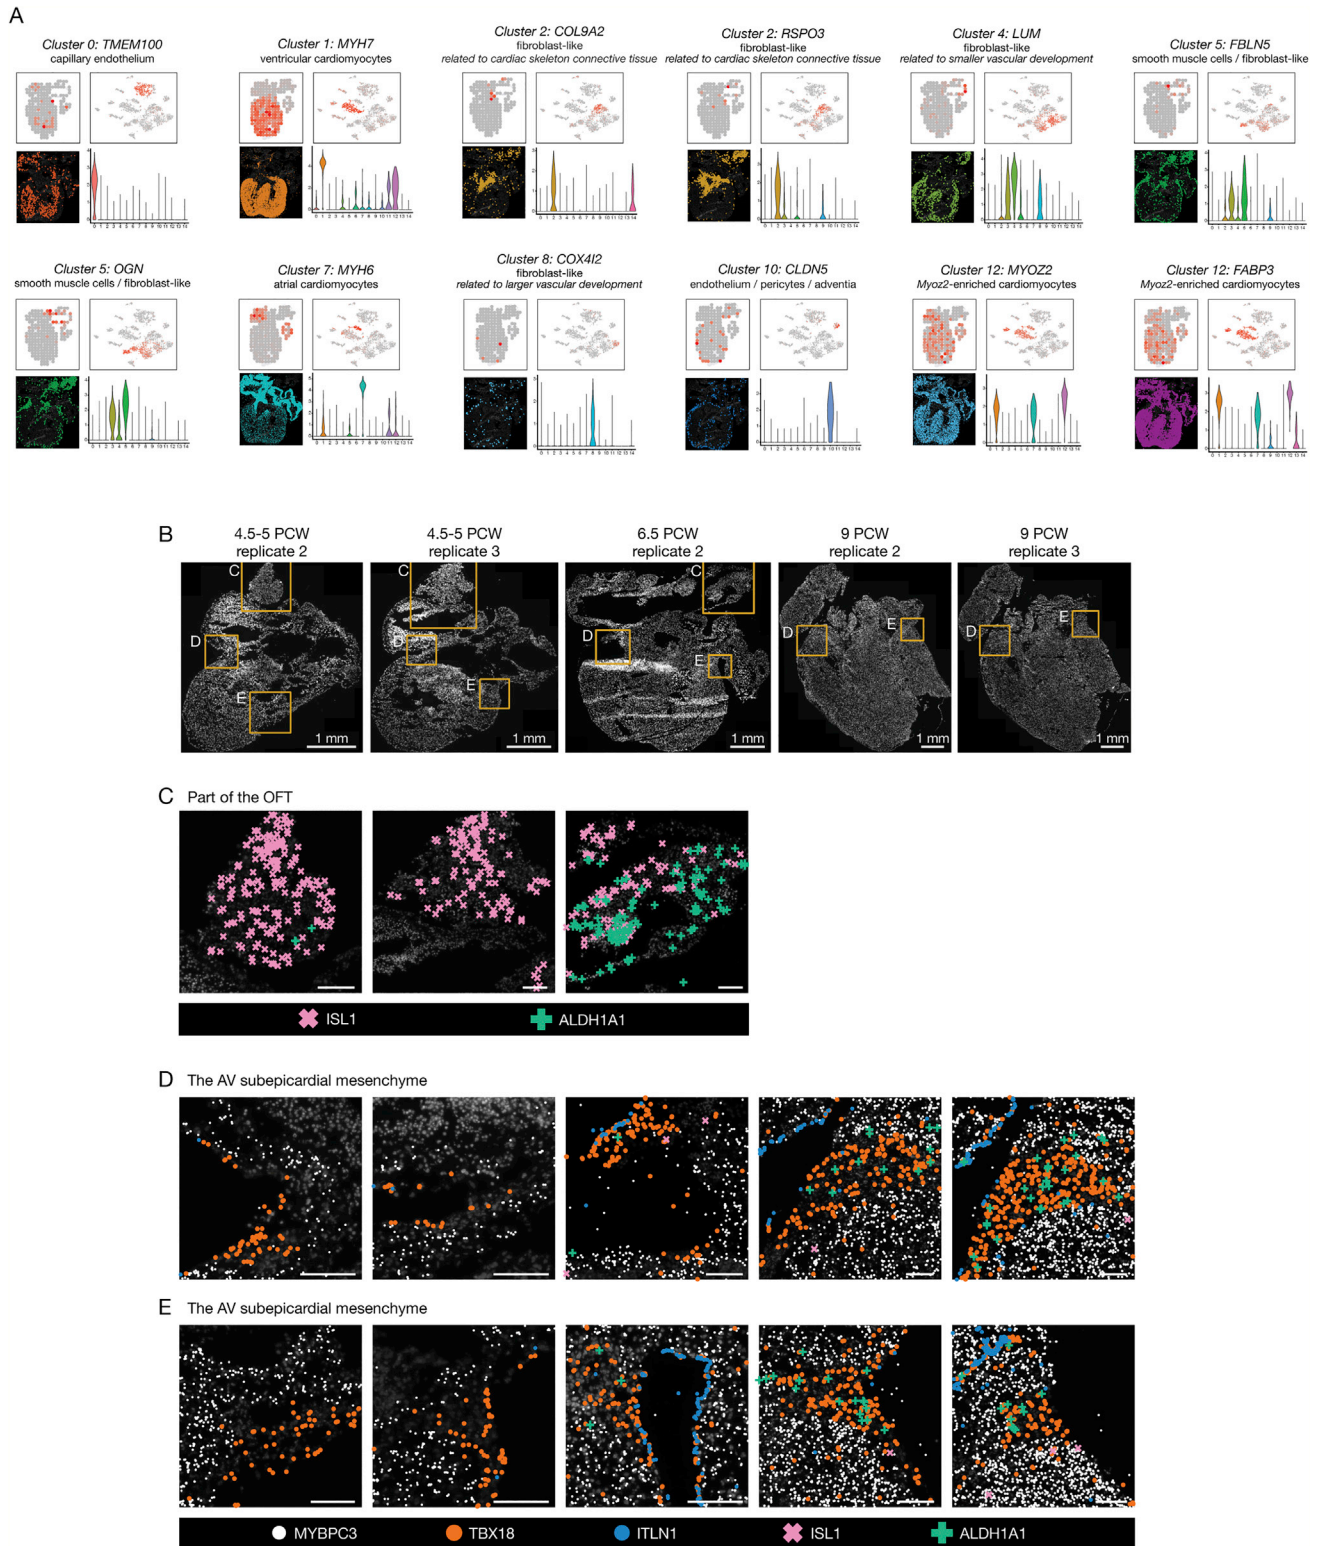 A
Cluster 0: TMEM100
capillary endothelium
Cluster 1: MYH7
ventricular cardiomyocytes
Cluster 2: COL9A2
fibroblast-like
related to cardiac skeleton connective tissue
Cluster 2: RSPO3
fibroblast-like
related to cardiac skeleton connective tissue
Cluster 4: LUM
fibroblast-like
related to smaller vascular development
Cluster 5: FBLN5
smooth muscle cells / fibroblast-like
Cluster 5: OGN
smooth muscle cells / fibroblast-like
Cluster 7: MYH6
atrial cardiomyocytes
Cluster 8: COX4I2
fibroblast-like
related to larger vascular development
Cluster 10: CLDN5
endothelium / pericytes / adventia
Cluster 12: MYOZ2
Myoz2-enriched cardiomyocytes
Cluster 12: FABP3
Myoz2-enriched cardiomyocytes
B
4.5-5 PCW
replicate 2
4.5-5 PCW
replicate 3
6.5 PCW
replicate 2
9 PCW
replicate 2
9 PCW
replicate 3
C
D
E
1 mm
C
D
E
1 mm
C
D
E
1 mm
D
E
1 mm
D
E
1 mm
C Part of the OFT
ISL1
ALDH1A1
D The AV subepicardial mesenchyme
E The AV subepicardial mesenchyme
MYBPC3
TBX18
ITLN1
ISL1
ALDH1A1